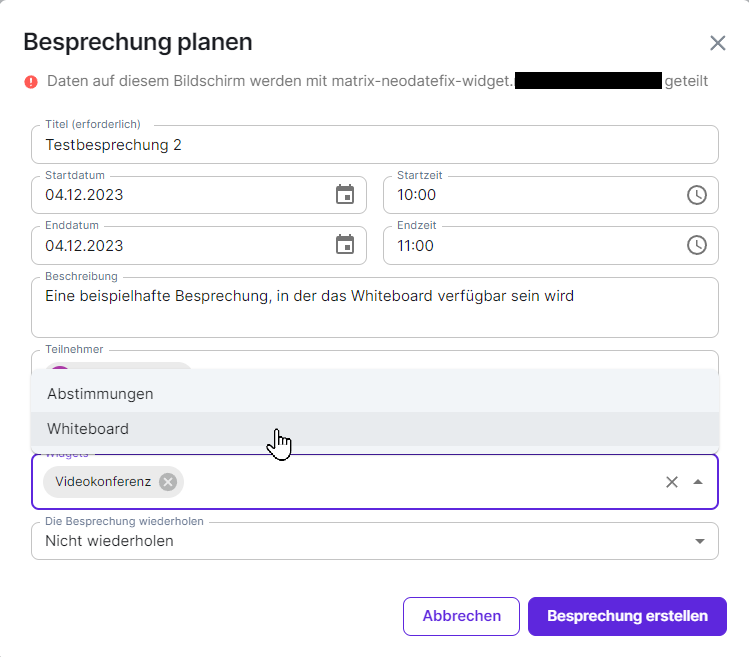 Besprechung planen
Daten auf diesem Bildschirm werden mit matrix-neodatefix-widget. geteilt
Titel (erforderlich)
Testbesprechung 2
Startdatum
04.12.2023
Startzeit
10:00
Enddatum
04.12.2023
Endzeit
11:00
Beschreibung
Eine beispielhafte Besprechung, in der das Whiteboard verfügbar sein wird
Teilnehmer
Abstimmungen
Whiteboard
Widgets
Videokonferenz
Die Besprechung wiederholen
Nicht wiederholen
Abbrechen
Besprechung erstellen